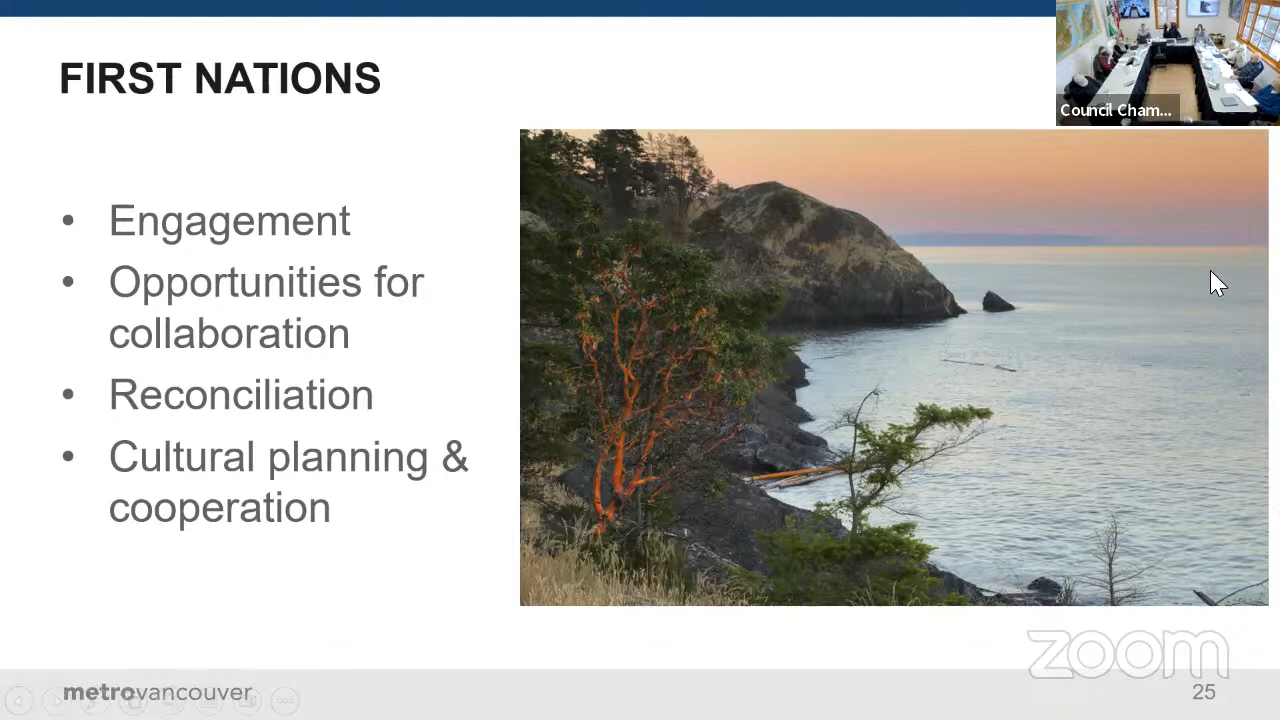 FIRST NATIONS
Council Cham...
• Engagement
• Opportunities for
collaboration
• Reconciliation
• Cultural planning &
cooperation
zoom
metrovancouver
25